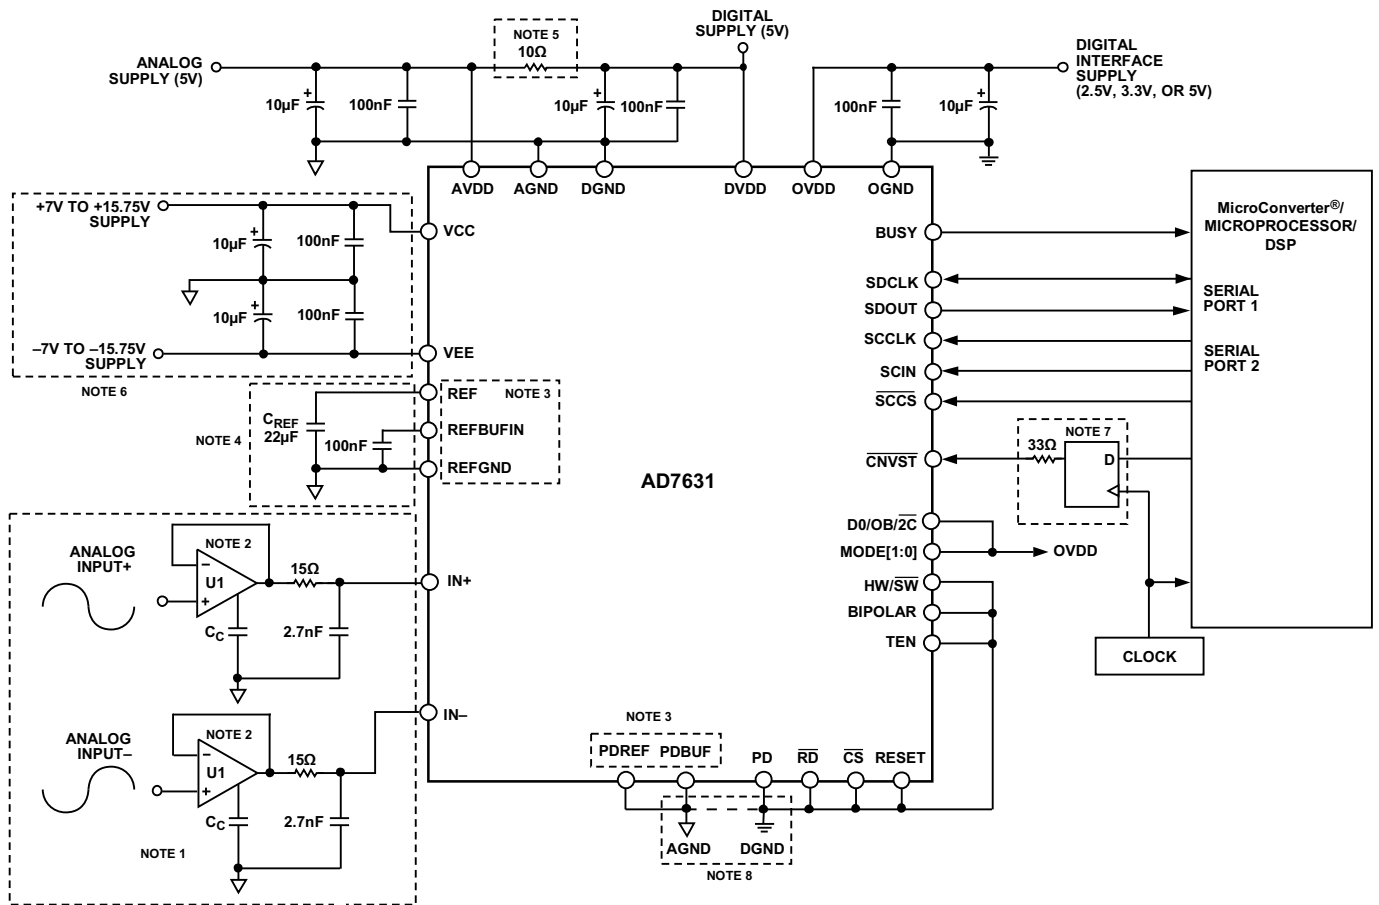 DIGITAL
SUPPLY (5V)
NOTE 5
10Ω
ANALOG
SUPPLY (5V)
DIGITAL
INTERFACE
SUPPLY
(2.5V, 3.3V, OR 5V)
10µF
+
100nF
10µF
+
100nF
100nF
10µF
+
AVDD
AGND
DGND
DVDD
OVDD
OGND
+7V TO +15.75V
SUPPLY
10µF
+
100nF
10µF
+
100nF
–7V TO –15.75V
SUPPLY
NOTE 6
VCC
VEE
REF
NOTE 3
REFBUFIN
REFGND
NOTE 4
CREF
22µF
100nF
AD7631
BUSY
SDCLK
SDOUT
SCCLK
SCIN
SCCS
CNVST
D0/OB/2C
MODE[1:0]
HW/SW
BIPOLAR
TEN
MicroConverter®/
MICROPROCESSOR/
DSP
SERIAL
PORT 1
SERIAL
PORT 2
NOTE 7
33Ω
D
OVDD
CLOCK
ANALOG
INPUT+
NOTE 2
–
U1
+
15Ω
CC
2.7nF
IN+
ANALOG
INPUT–
NOTE 2
–
U1
+
15Ω
CC
2.7nF
IN–
NOTE 1
NOTE 3
PDREF PDBUF
PD
RD
CS
RESET
AGND
DGND
NOTE 8